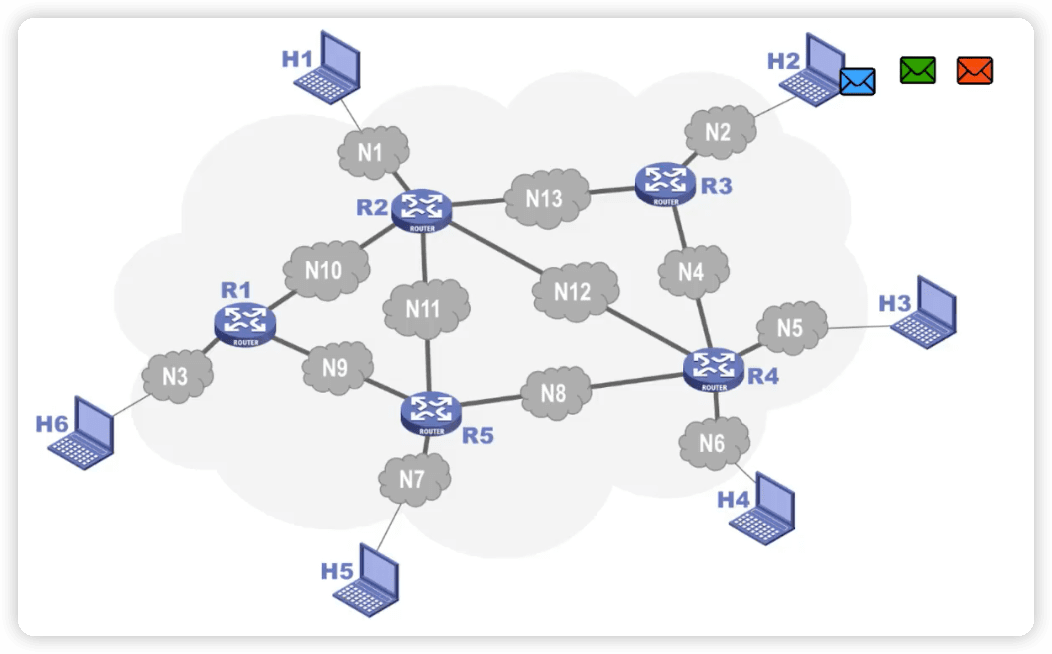 H1
H2
N2
N1
R3
ROUTER
R2
ROUTER
N13
N10
N4
R1
ROUTER
N12
N11
H3
N5
N3
N9
R4
ROUTER
N8
H6
R5
ROUTER
N6
N7
H4
H5